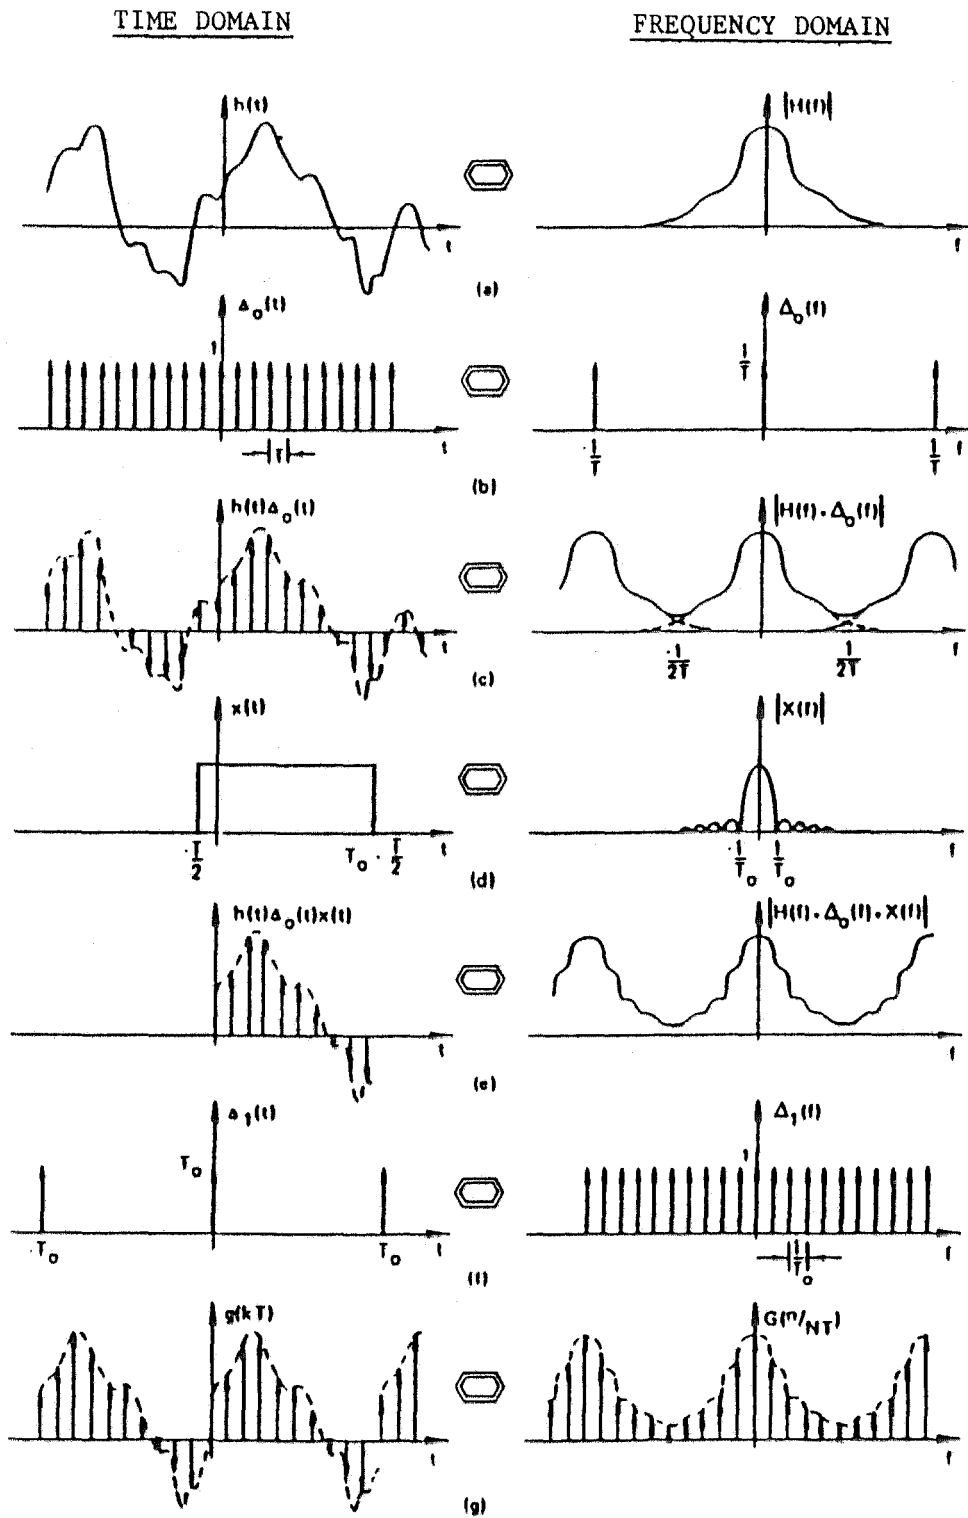 TIME DOMAIN
FREQUENCY DOMAIN
h(t)
|H(f)|
t
f
(a)
Δ₀(t)
Δ₀(f)
1
1/T
T
t
-1/T
1/T
f
(b)
h(t)Δ₀(t)
|H(f)*Δ₀(f)|
t
-1/2T
1/2T
f
(c)
x(t)
|X(f)|
-T/2
T₀-T/2
t
-1/T₀
1/T₀
f
(d)
h(t)Δ₀(t)x(t)
|H(f)*Δ₀(f)*X(f)|
t
f
(e)
Δ₁(t)
Δ₁(f)
T₀
1
-T₀
T₀
t
1/T₀
f
(f)
g(kT)
G(n/NT)
t
f
(g)